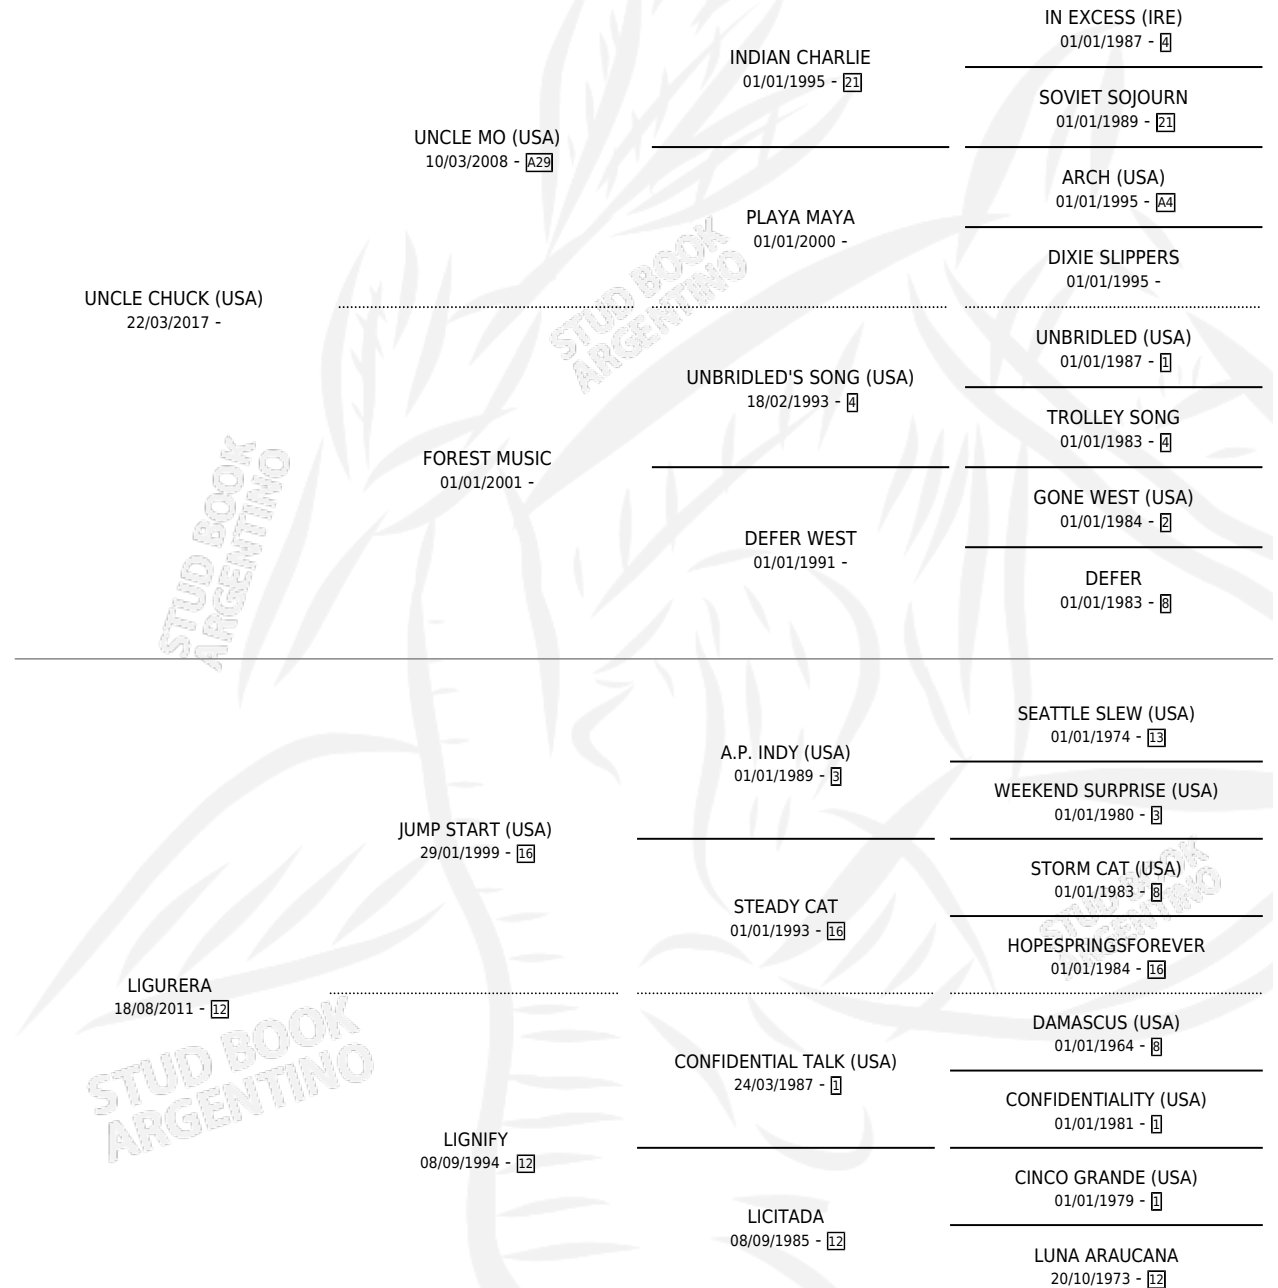 IN EXCESS (IRE)
01/01/1987 - 4
INDIAN CHARLIE
01/01/1995 - 21
SOVIET SOJOURN
01/01/1989 - 21
UNCLE MO (USA)
10/03/2008 - A29
ARCH (USA)
01/01/1995 - A4
PLAYA MAYA
01/01/2000 -
DIXIE SLIPPERS
01/01/1995 -
UNCLE CHUCK (USA)
22/03/2017 -
UNBRIDLED (USA)
01/01/1987 - 1
UNBRIDLED'S SONG (USA)
18/02/1993 - 4
TROLLEY SONG
01/01/1983 - 4
FOREST MUSIC
01/01/2001 -
GONE WEST (USA)
01/01/1984 - 2
DEFER WEST
01/01/1991 -
DEFER
01/01/1983 - 8
SEATTLE SLEW (USA)
01/01/1974 - 13
A.P. INDY (USA)
01/01/1989 - 3
WEEKEND SURPRISE (USA)
01/01/1980 - 3
JUMP START (USA)
29/01/1999 - 16
STORM CAT (USA)
01/01/1983 - 8
STEADY CAT
01/01/1993 - 16
HOPESPRINGSFOREVER
01/01/1984 - 16
LIGURERA
18/08/2011 - 12
DAMASCUS (USA)
01/01/1964 - 8
CONFIDENTIAL TALK (USA)
24/03/1987 - 1
CONFIDENTIALITY (USA)
01/01/1981 - 1
LIGNIFY
08/09/1994 - 12
CINCO GRANDE (USA)
01/01/1979 - 1
LICITADA
08/09/1985 - 12
LUNA ARAUCANA
20/10/1973 - 12
STUD BOOK
ARGENTINO
STUD BOOK
ARGENTINO
STUD BOOK
ARGENTINO
STUD BOOK
ARGENTINO